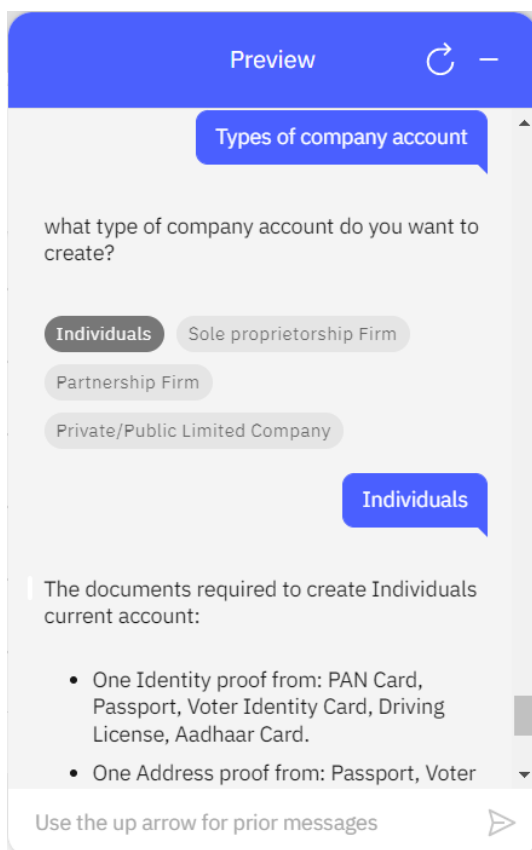 Preview
Types of company account
what type of company account do you want to
create?
Individuals Sole proprietorship Firm
Partnership Firm
Private/Public Limited Company
Individuals
The documents required to create Individuals
current account:
• One Identity proof from: PAN Card,
Passport, Voter Identity Card, Driving
License, Aadhaar Card.
• One Address proof from: Passport, Voter
Use the up arrow for prior messages